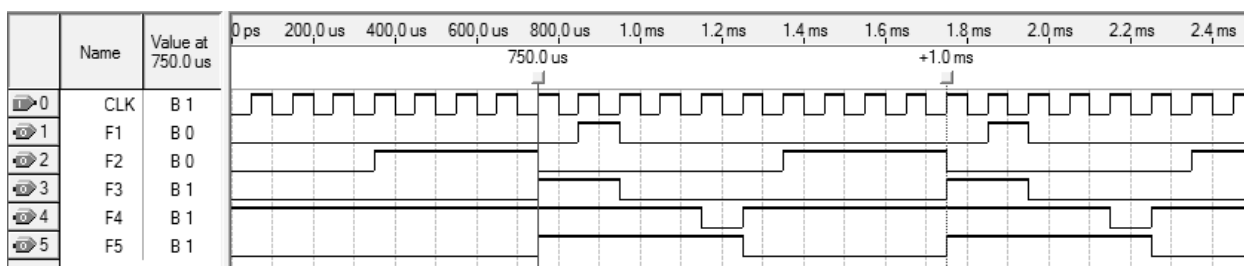 Name
Value at
750.0 us
0 ps 200.0 us 400.0 us 600.0 us 800.0 us 1.0 ms 1.2 ms 1.4 ms 1.6 ms 1.8 ms 2.0 ms 2.2 ms 2.4 ms
750.0 us +1.0 ms
0 CLK B 1
1 F1 B 0
2 F2 B 0
3 F3 B 1
4 F4 B 1
5 F5 B 1